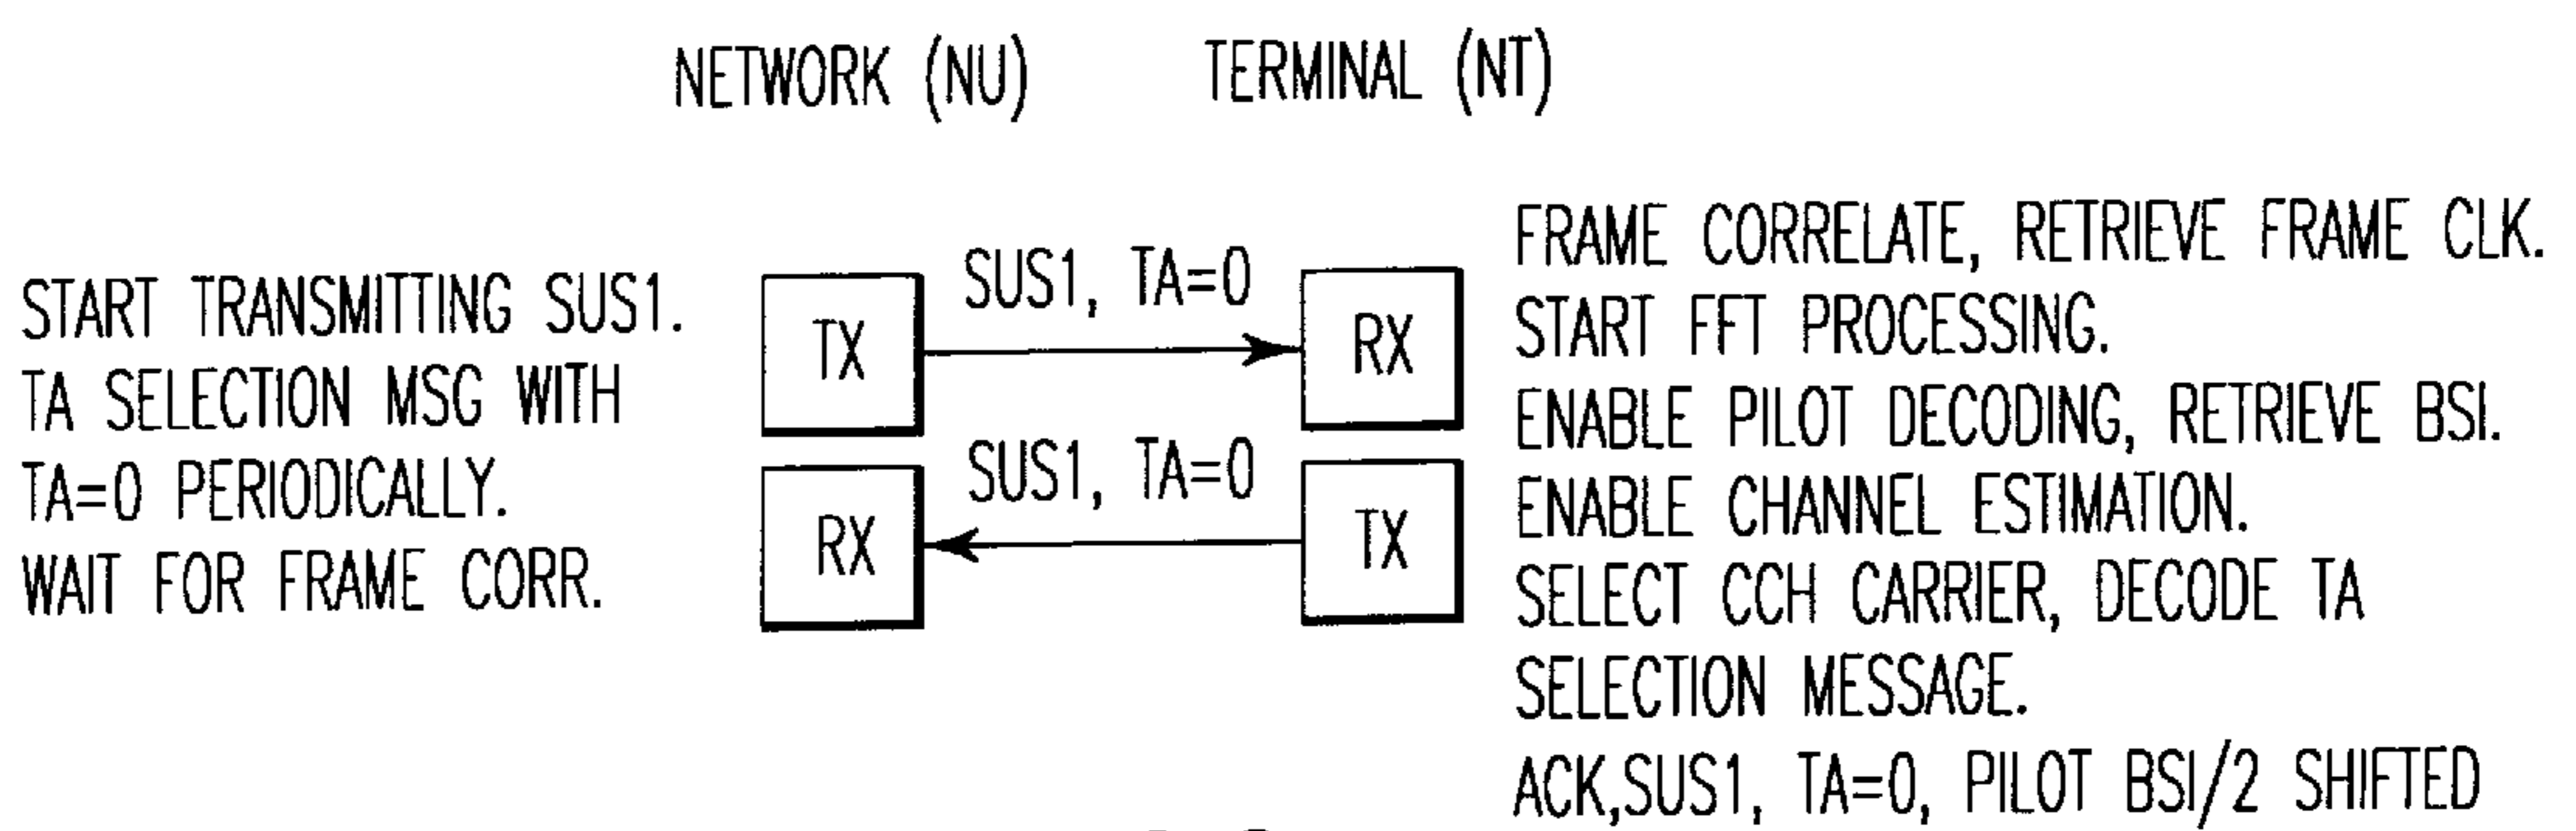 NETWORK (NU)
TERMINAL (NT)
START TRANSMITTING SUS1.
TA SELECTION MSG WITH
TA=0 PERIODICALLY.
WAIT FOR FRAME CORR.
TX
SUS1, TA=0
RX
RX
SUS1, TA=0
TX
FRAME CORRELATE, RETRIEVE FRAME CLK.
START FFT PROCESSING.
ENABLE PILOT DECODING, RETRIEVE BSI.
ENABLE CHANNEL ESTIMATION.
SELECT CCH CARRIER, DECODE TA
SELECTION MESSAGE.
ACK,SUS1, TA=0, PILOT BSI/2 SHIFTED